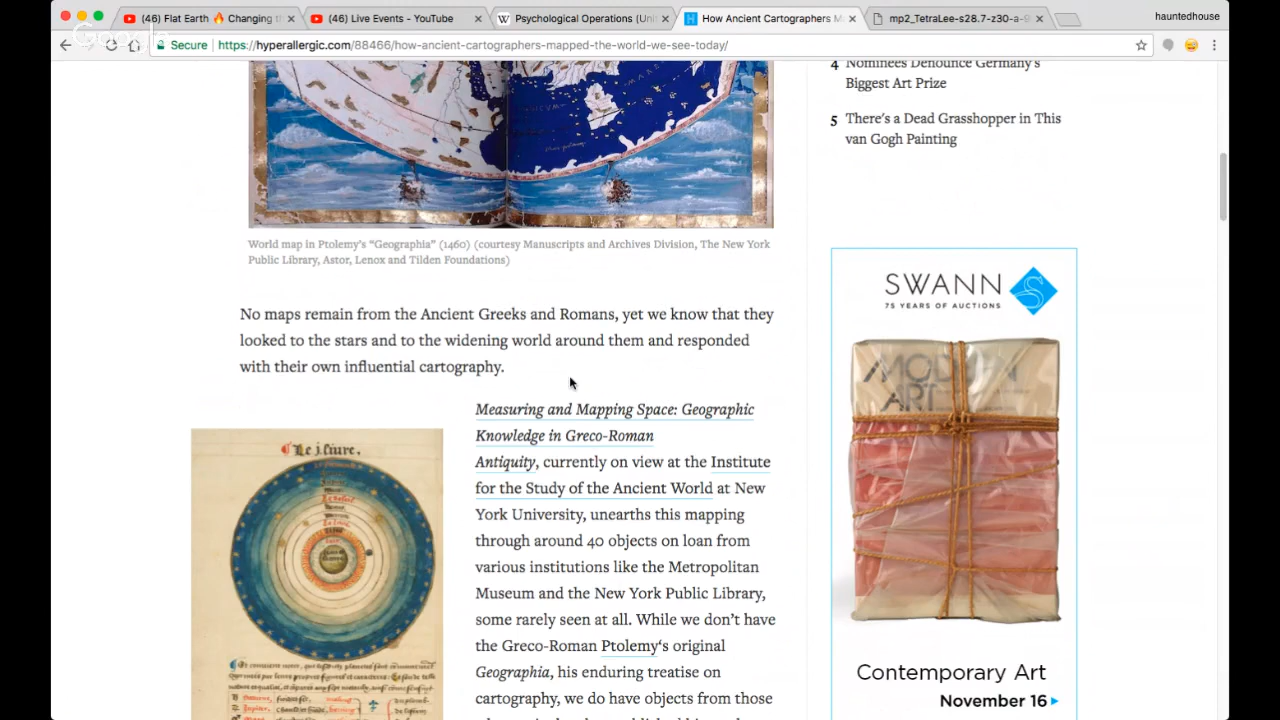 (46) Flat Earth 🔥 Changing th
(46) Live Events - YouTube
Psychological Operations (Uni
How Ancient Cartographers M
mp2_TetraLee-s28.7-z30-a-9
hauntedhouse
Google
Secure
https://hyperallergic.com/88466/how-ancient-cartographers-mapped-the-world-we-see-today/
4 Nominees Denounce Germany's
Biggest Art Prize
5 There's a Dead Grasshopper in This
van Gogh Painting
World map in Ptolemy's “Geographia” (1460) (courtesy Manuscripts and Archives Division, The New York
Public Library, Astor, Lenox and Tilden Foundations)
No maps remain from the Ancient Greeks and Romans, yet we know that they
looked to the stars and to the widening world around them and responded
with their own influential cartography.
Measuring and Mapping Space: Geographic
Knowledge in Greco-Roman
Antiquity, currently on view at the Institute
for the Study of the Ancient World at New
York University, unearths this mapping
through around 40 objects on loan from
various institutions like the Metropolitan
Museum and the New York Public Library,
some rarely seen at all. While we don't have
the Greco-Roman Ptolemy‘s original
Geographia, his enduring treatise on
cartography, we do have objects from those
SWANN
75 YEARS OF AUCTIONS
MODERN
ART
Contemporary Art
November 16